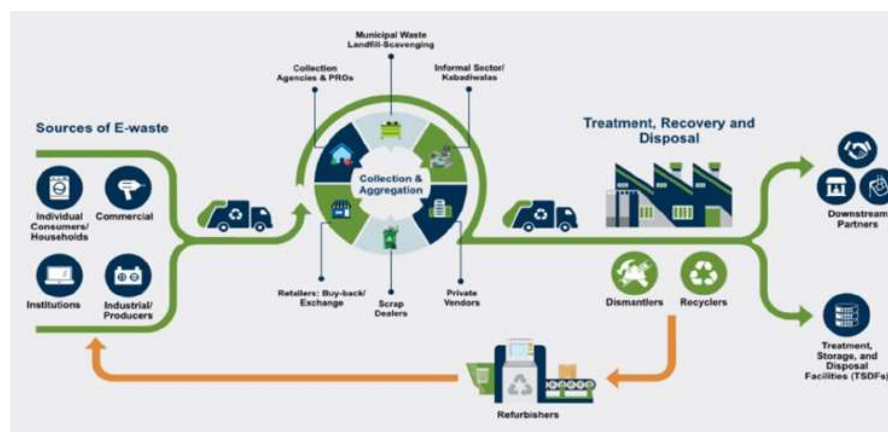 Municipal Waste
Landfill-Scavenging
Collection
Agencies & PROs
Informal Sector/
Kabadiwalas
Sources of E-waste
Treatment, Recovery and
Disposal
Collection &
Aggregation
Individual
Consumers/
Households
Commercial
Downstream
Partners
Institutions
Industrial/
Producers
Retailers: Buy-back/
Exchange
Scrap
Dealers
Private
Vendors
Dismantlers
Recyclers
Treatment,
Storage, and
Disposal
Facilities (TSDFs)
Refurbishers